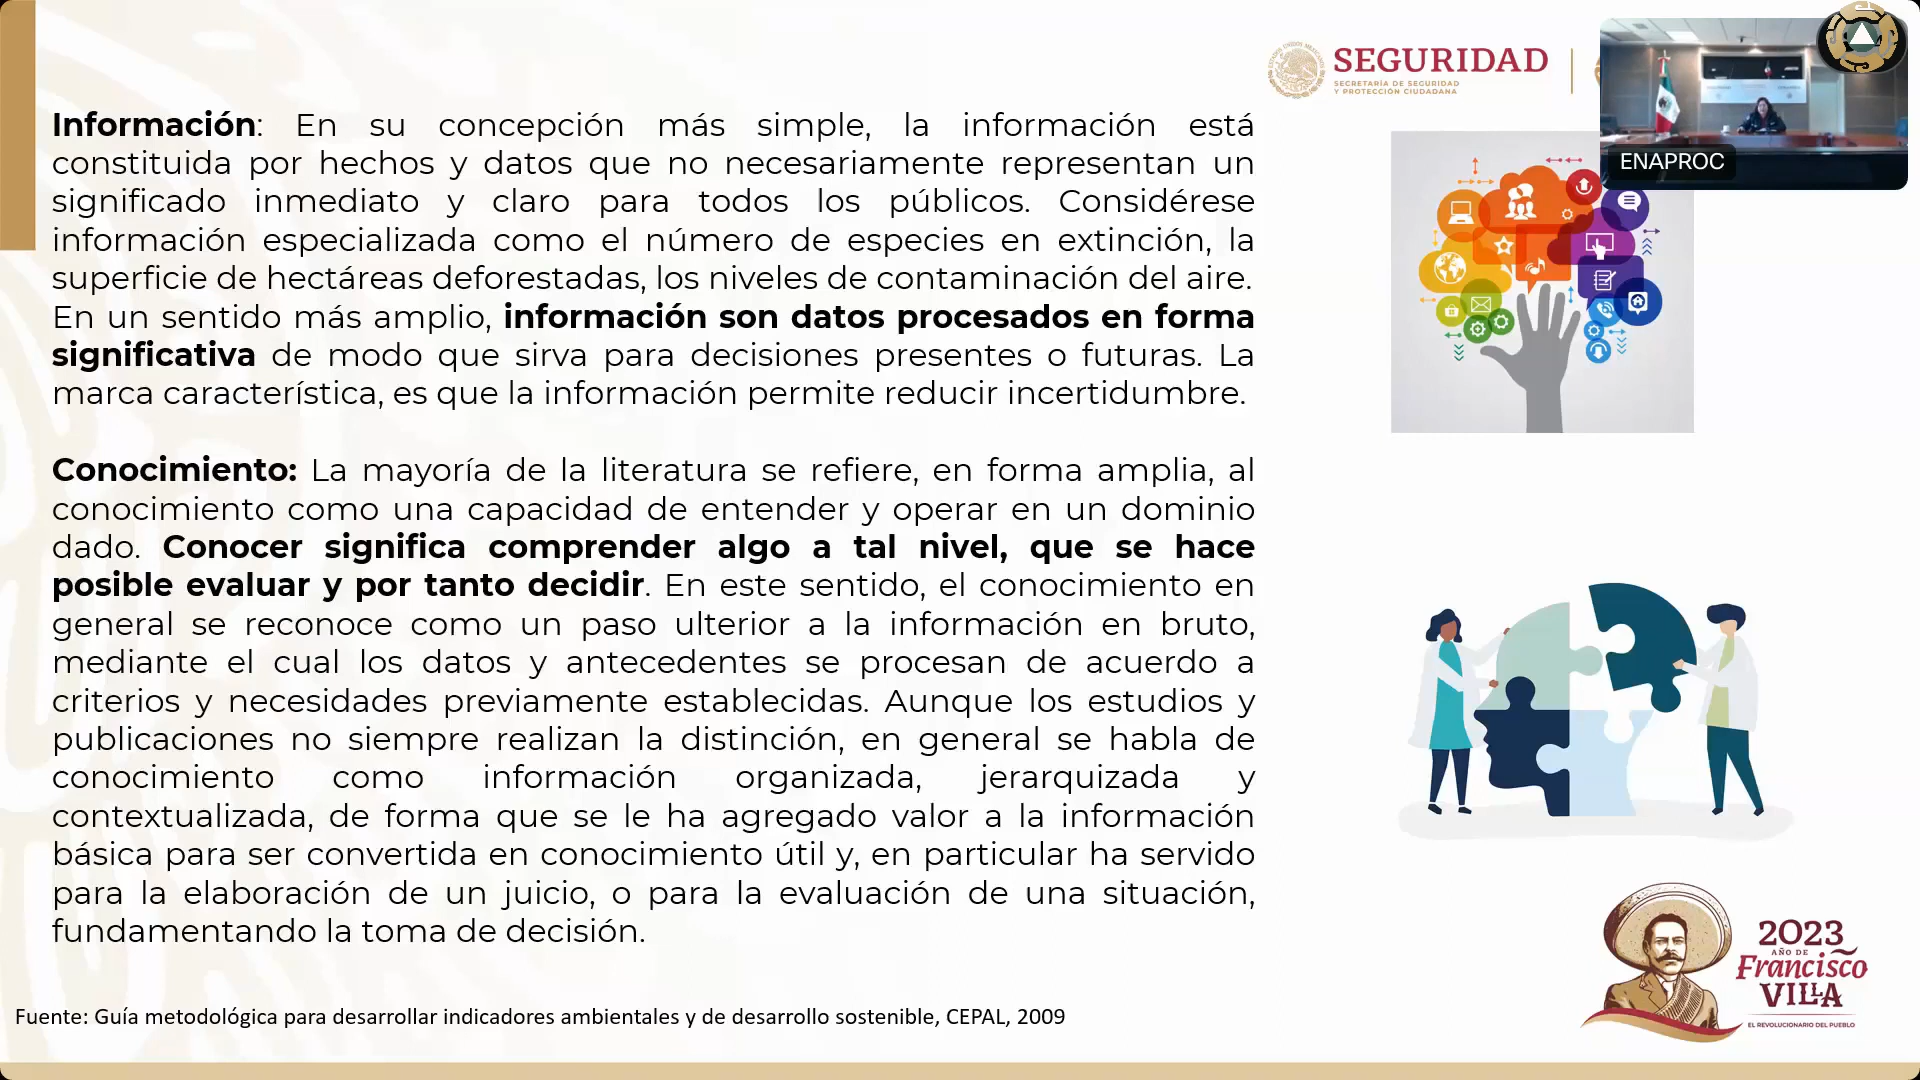 SEGURIDAD
SECRETARÍA DE SEGURIDAD
Y PROTECCIÓN CIUDADANA
ENAPROC
Información: En su concepción más simple, la información está
constituida por hechos y datos que no necesariamente representan un
significado inmediato y claro para todos los públicos. Considérese
información especializada como el número de especies en extinción, la
superficie de hectáreas deforestadas, los niveles de contaminación del aire.
En un sentido más amplio, información son datos procesados en forma
significativa de modo que sirva para decisiones presentes o futuras. La
marca característica, es que la información permite reducir incertidumbre.
Conocimiento: La mayoría de la literatura se refiere, en forma amplia, al
conocimiento como una capacidad de entender y operar en un dominio
dado. Conocer significa comprender algo a tal nivel, que se hace
posible evaluar y por tanto decidir. En este sentido, el conocimiento en
general se reconoce como un paso ulterior a la información en bruto,
mediante el cual los datos y antecedentes se procesan de acuerdo a
criterios y necesidades previamente establecidas. Aunque los estudios y
publicaciones no siempre realizan la distinción, en general se habla de
conocimiento como información organizada, jerarquizada y
contextualizada, de forma que se le ha agregado valor a la información
básica para ser convertida en conocimiento útil y, en particular ha servido
para la elaboración de un juicio, o para la evaluación de una situación,
fundamentando la toma de decisión.
2023
AÑO DE
Francisco
VILLA
EL REVOLUCIONARIO DEL PUEBLO
Fuente: Guía metodológica para desarrollar indicadores ambientales y de desarrollo sostenible, CEPAL, 2009